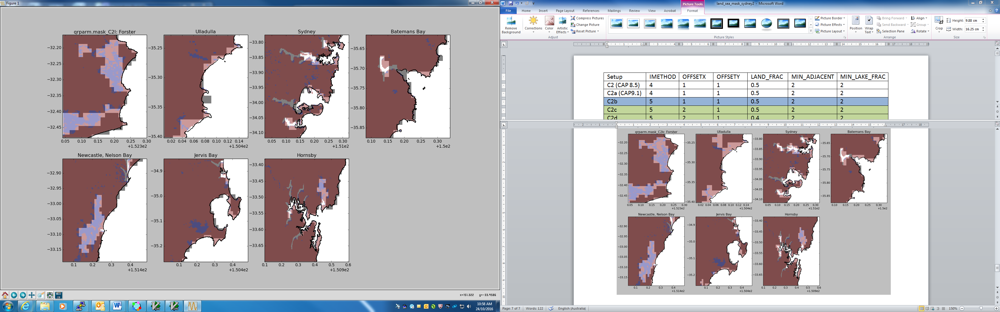 Figure 1
qrparm.mask_C2l: Forster
Ulladulla
Sydney
Batemans Bay
−32.20
−32.25
−32.30
−32.35
−32.40
−32.45
0.05 0.10 0.15 0.20 0.25 0.30
+1.523e2
−35.25
−35.30
−35.35
−35.40
0.02 0.04 0.06 0.08 0.10 0.12 0.14
+1.504e2
−33.80
−33.85
−33.90
−33.95
−34.00
−34.05
−34.10
0.05 0.10 0.15 0.20 0.25 0.30
+1.51e2
−35.65
−35.70
−35.75
−35.80
−35.85
0.10 0.15 0.20 0.25 0.30
+1.5e2
Newcastle, Nelson Bay
Jervis Bay
Hornsby
−32.90
−32.95
−33.00
−33.05
−33.10
−33.15
0.1 0.2 0.3 0.4
+1.514e2
−34.9
−35.0
−35.1
−35.2
0.1 0.2 0.3 0.4
+1.504e2
−33.40
−33.45
−33.50
−33.55
−33.60
−33.65
0.1 0.2 0.3 0.4 0.5 0.6
+1.509e2
x=151.322 y=-33.9586
10:58 AM
24/10/2016
land_sea_mask_sydney2 - Microsoft Word
Picture Tools
File Home Insert Page Layout References Mailings Review View Acrobat Format
Remove Background
Corrections
Color
Artistic Effects
Compress Pictures
Change Picture
Reset Picture
Adjust
Picture Styles
Picture Border
Picture Effects
Picture Layout
Position
Wrap Text
Bring Forward
Send Backward
Selection Pane
Align
Group
Rotate
Arrange
Crop
Height: 9.88 cm
Width: 16.25 cm
Size
Setup IMETHOD OFFSETX OFFSETY LAND_FRAC MIN_ADJACENT MIN_LAKE_FRAC
C2 (CAP 8.5) 4 1 1 0.5 2 2
C2a (CAP9.1) 4 1 1 0.5 2 2
C2b 5 1 1 0.5 2 2
C2c 5 2 1 0.5 2 2
C2d 5 2 1 0.4 2 2
qrparm.mask_C2k: Forster
Ulladulla
Sydney
Batemans Bay
−32.20
−32.25
−32.30
−32.35
−32.40
−32.45
0.05 0.10 0.15 0.20 0.25 0.30
+1.523e2
−35.25
−35.30
−35.35
−35.40
0.02 0.04 0.06 0.08 0.10 0.12 0.14
+1.504e2
−33.80
−33.85
−33.90
−33.95
−34.00
−34.05
−34.10
0.05 0.10 0.15 0.20 0.25 0.30
+1.51e2
−35.65
−35.70
−35.75
−35.80
−35.85
0.10 0.15 0.20 0.25 0.30
+1.5e2
Newcastle, Nelson Bay
Jervis Bay
Hornsby
−32.90
−32.95
−33.00
−33.05
−33.10
−33.15
0.1 0.2 0.3 0.4
+1.514e2
−34.9
−35.0
−35.1
−35.2
0.1 0.2 0.3 0.4
+1.504e2
−33.40
−33.45
−33.50
−33.55
−33.60
−33.65
0.1 0.2 0.3 0.4 0.5 0.6
+1.509e2
Page: 7 of 7 Words: 122 English (Australia)
150%